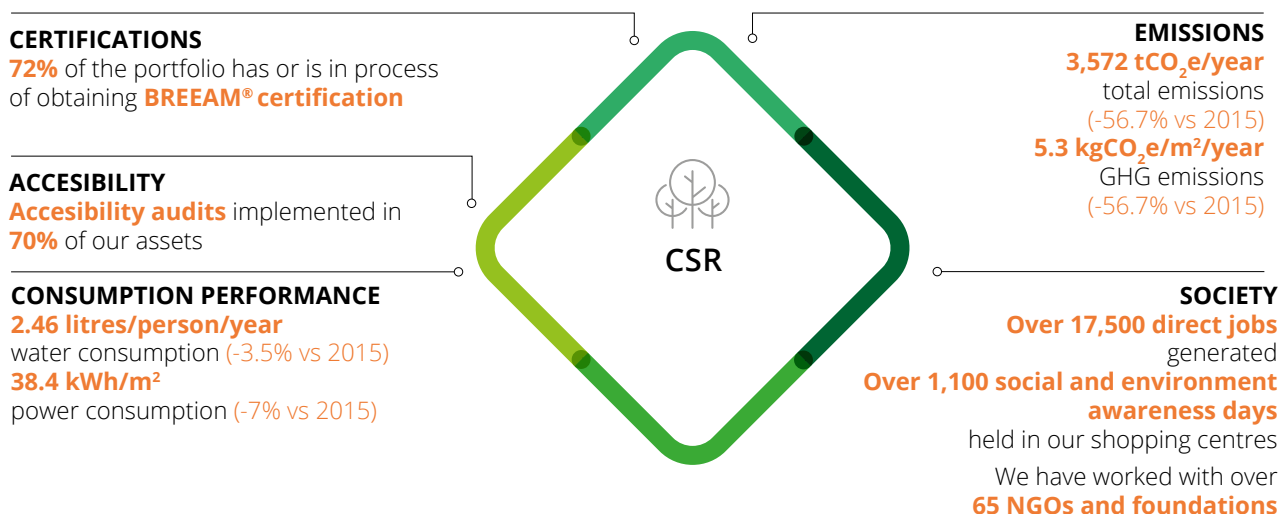 CERTIFICATIONS
72% of the portfolio has or is in process
of obtaining BREEAM® certification
ACCESIBILITY
Accesibility audits implemented in
70% of our assets
CONSUMPTION PERFORMANCE
2.46 litres/person/year
water consumption (-3.5% vs 2015)
38.4 kWh/m²
power consumption (-7% vs 2015)
CSR
EMISSIONS
3,572 tCO₂e/year
total emissions
(-56.7% vs 2015)
5.3 kgCO₂e/m²/year
GHG emissions
(-56.7% vs 2015)
SOCIETY
Over 17,500 direct jobs
generated
Over 1,100 social and environment
awareness days
held in our shopping centres
We have worked with over
65 NGOs and foundations